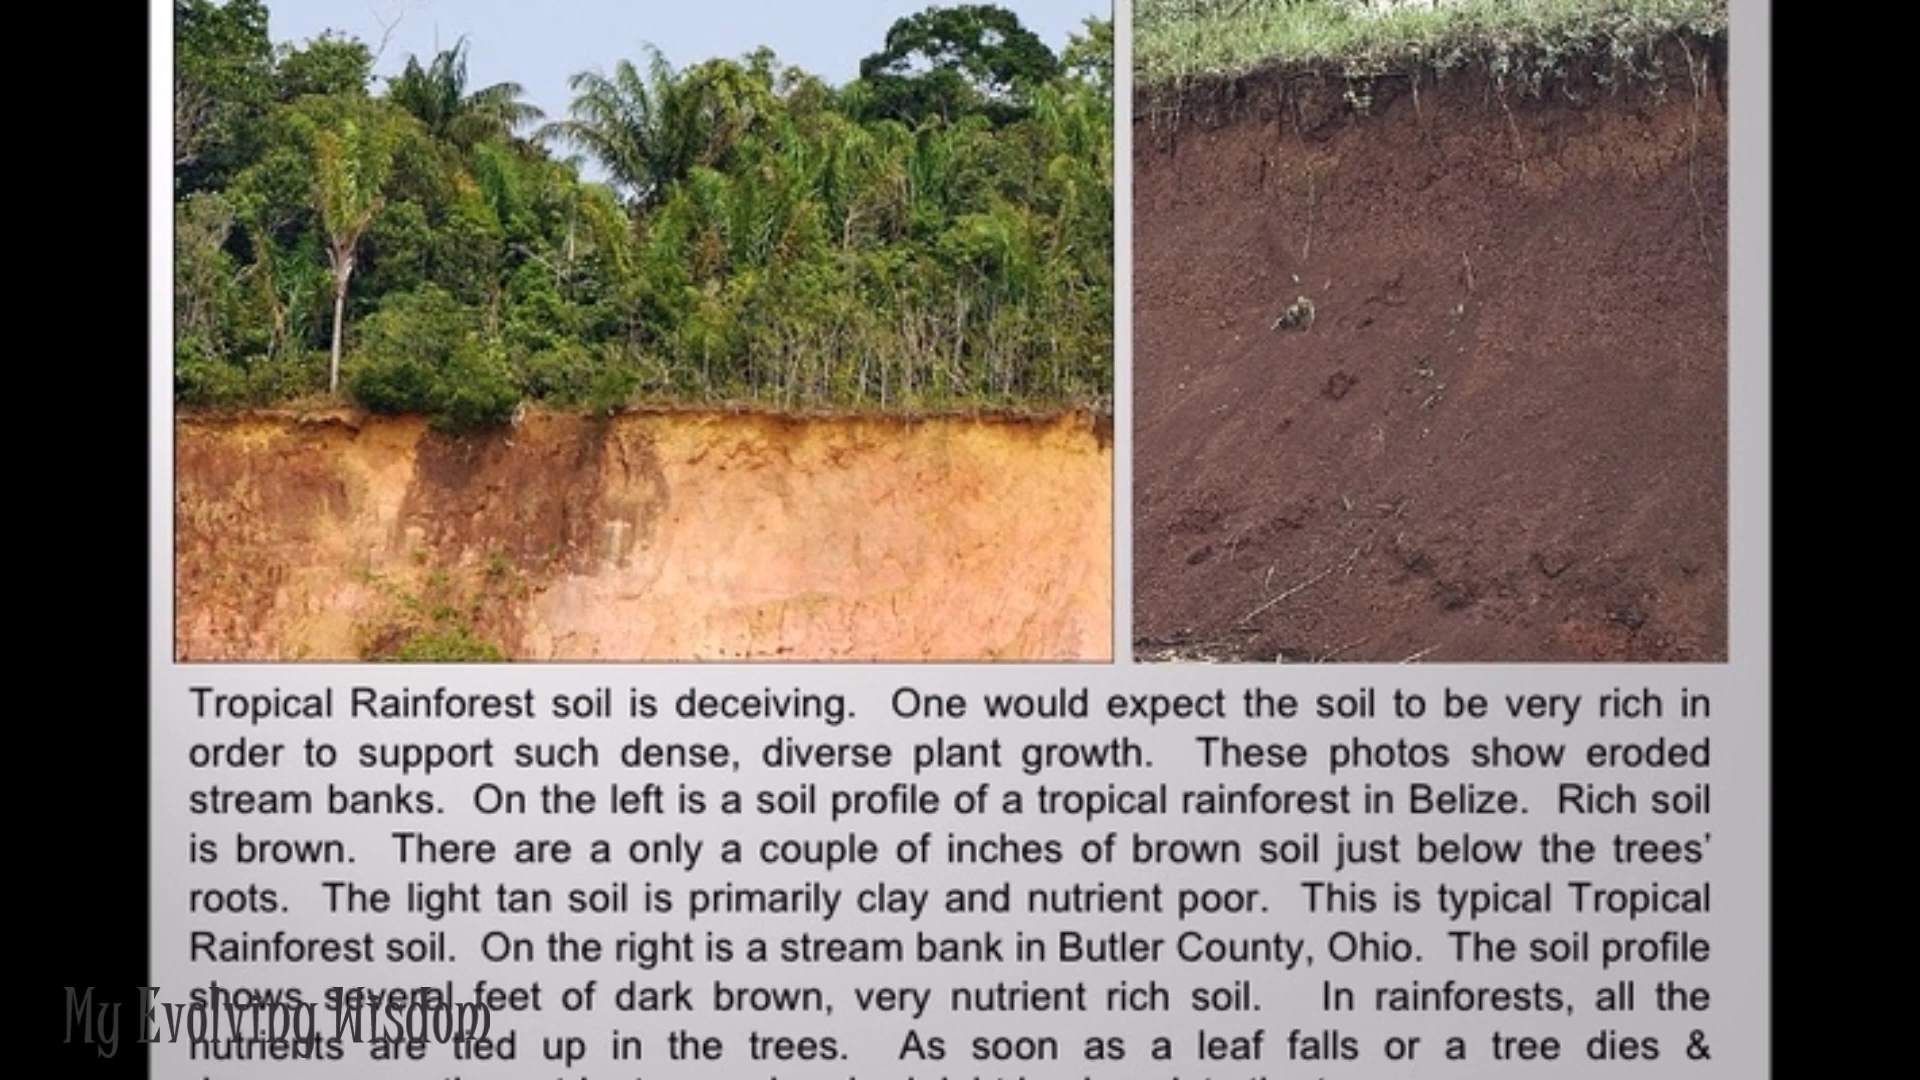 Tropical Rainforest soil is deceiving. One would expect the soil to be very rich in
order to support such dense, diverse plant growth. These photos show eroded
stream banks. On the left is a soil profile of a tropical rainforest in Belize. Rich soil
is brown. There are a only a couple of inches of brown soil just below the trees’
roots. The light tan soil is primarily clay and nutrient poor. This is typical Tropical
Rainforest soil. On the right is a stream bank in Butler County, Ohio. The soil profile
shows several feet of dark brown, very nutrient rich soil. In rainforests, all the
nutrients are tied up in the trees. As soon as a leaf falls or a tree dies &
My Evolving Wisdom